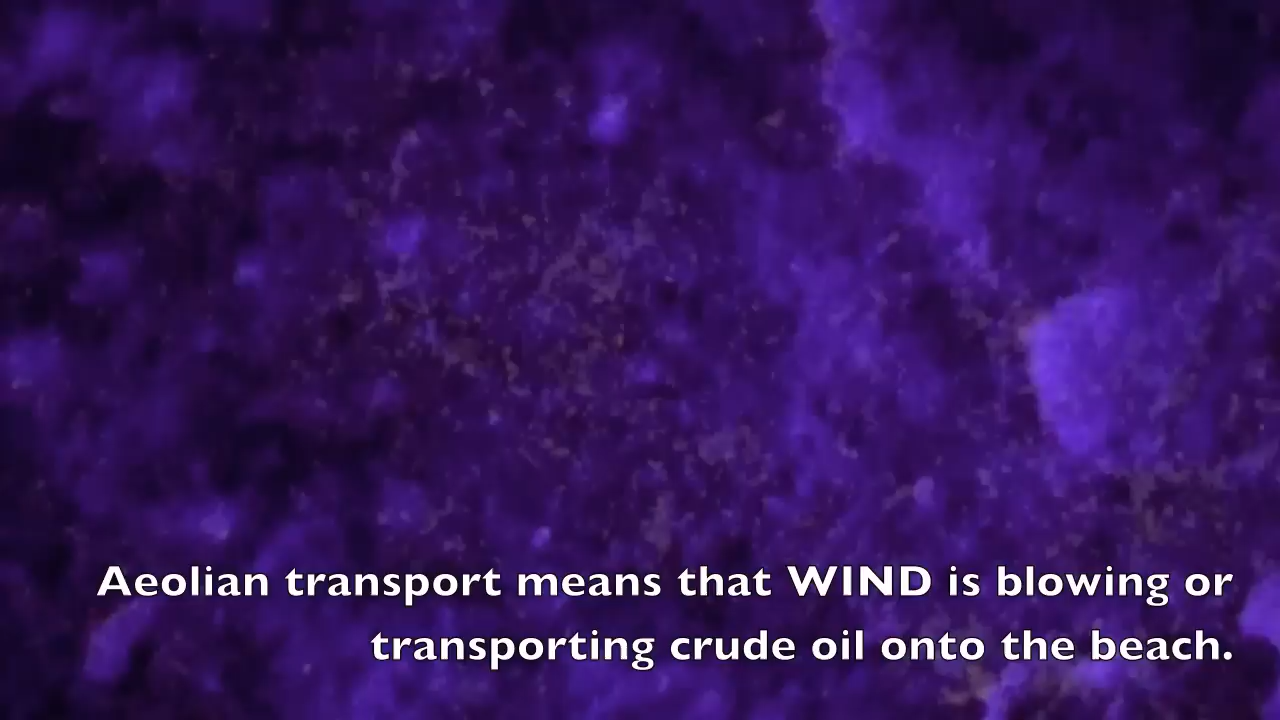 Aeolian transport means that WIND is blowing or
transporting crude oil onto the beach.